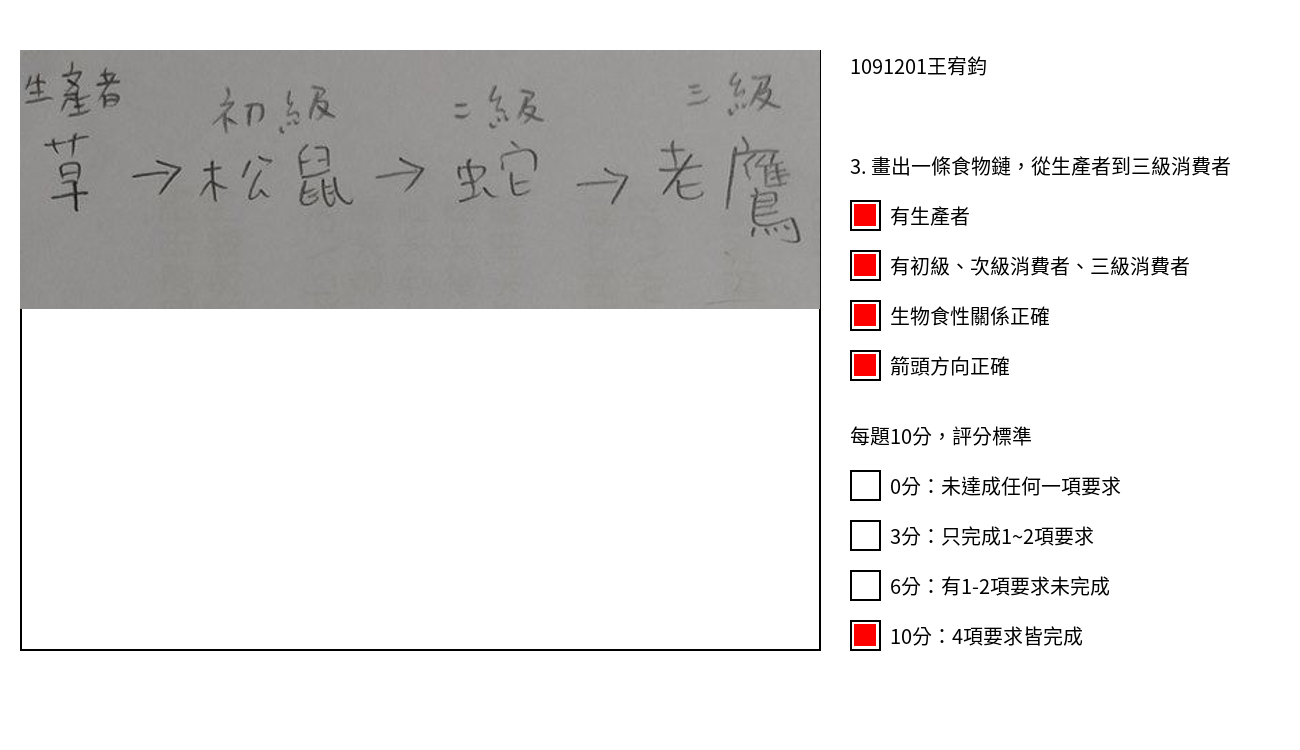 生產者 初級 二級 三級
草 → 松鼠 → 蛇 → 老鷹
1091201王宥鈞
3. 畫出一條食物鏈，從生產者到三級消費者
有生產者
有初級、次級消費者、三級消費者
生物食性關係正確
箭頭方向正確
每題10分，評分標準
0分：未達成任何一項要求
3分：只完成1~2項要求
6分：有1-2項要求未完成
10分：4項要求皆完成